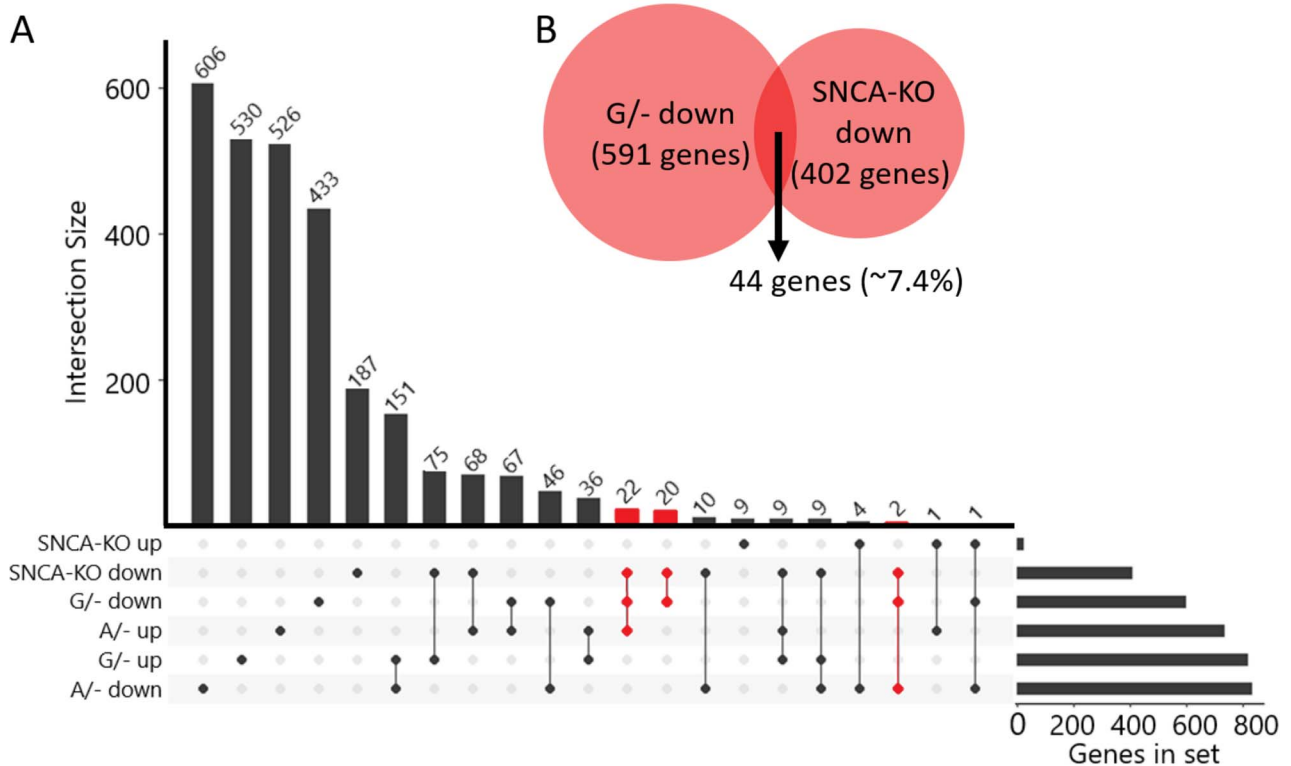 A
B
Intersection Size
600
400
200
606
530
526
433
187
151
75
68
67
46
36
22
20
10
9
9
9
4
2
1
1
G/- down
(591 genes)
SNCA-KO
down
(402 genes)
44 genes (~7.4%)
SNCA-KO up
SNCA-KO down
G/- down
A/- up
G/- up
A/- down
0 200 400 600 800
Genes in set